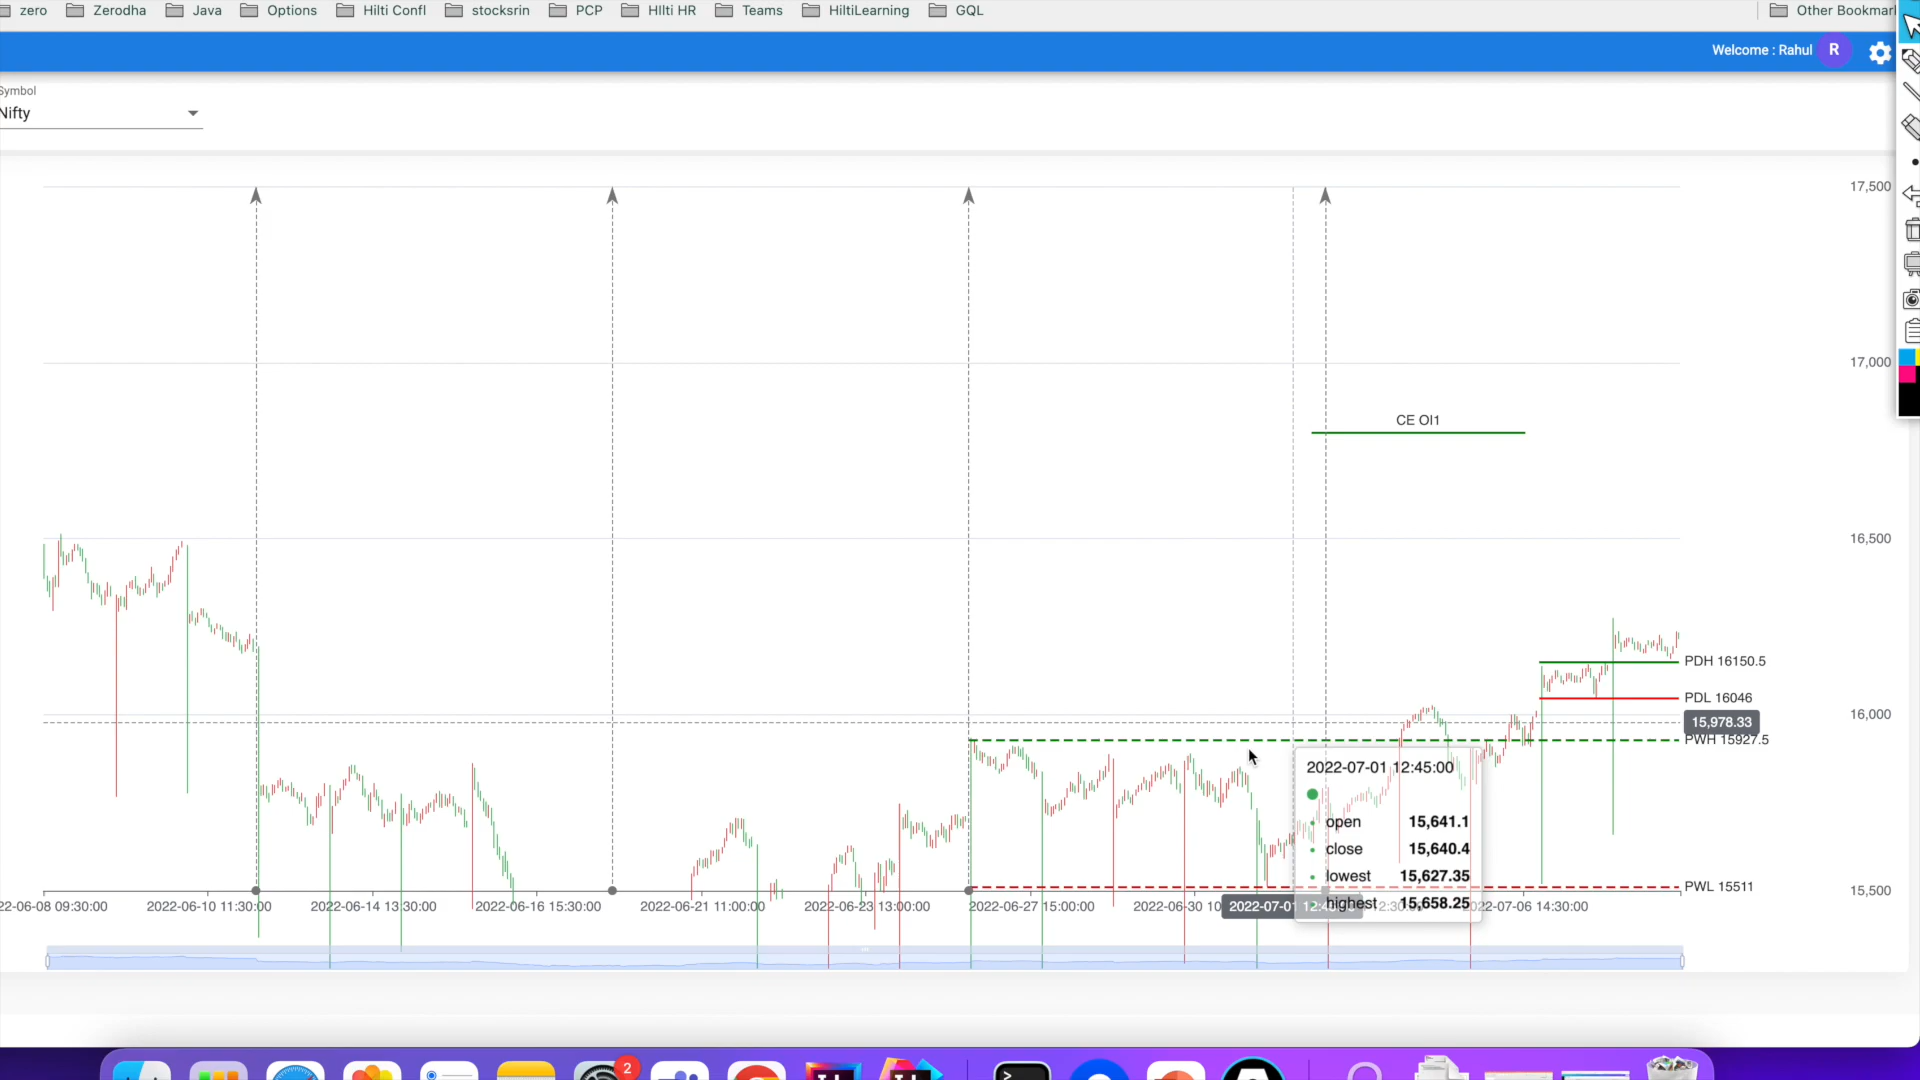 zero Zerodha Java Options Hilti Confl stocksrin PCP HIlti HR Teams HiltiLearning GQL Other Bookmar
Welcome : Rahul R
Symbol
Nifty
17,500
17,000
CE OI1
16,500
PDH 16150.5
PDL 16046
16,000
15,978.33
PWH 15927.5
2022-07-01 12:45:00
open 15,641.1
close 15,640.4
lowest 15,627.35
highest 15,658.25
PWL 15511
15,500
22-06-08 09:30:00 2022-06-10 11:30:00 2022-06-14 13:30:00 2022-06-16 15:30:00 2022-06-21 11:00:00 2022-06-23 13:00:00 2022-06-27 15:00:00 2022-06-30 10 2022-07-01 12:4 2022-07-06 14:30:00
2